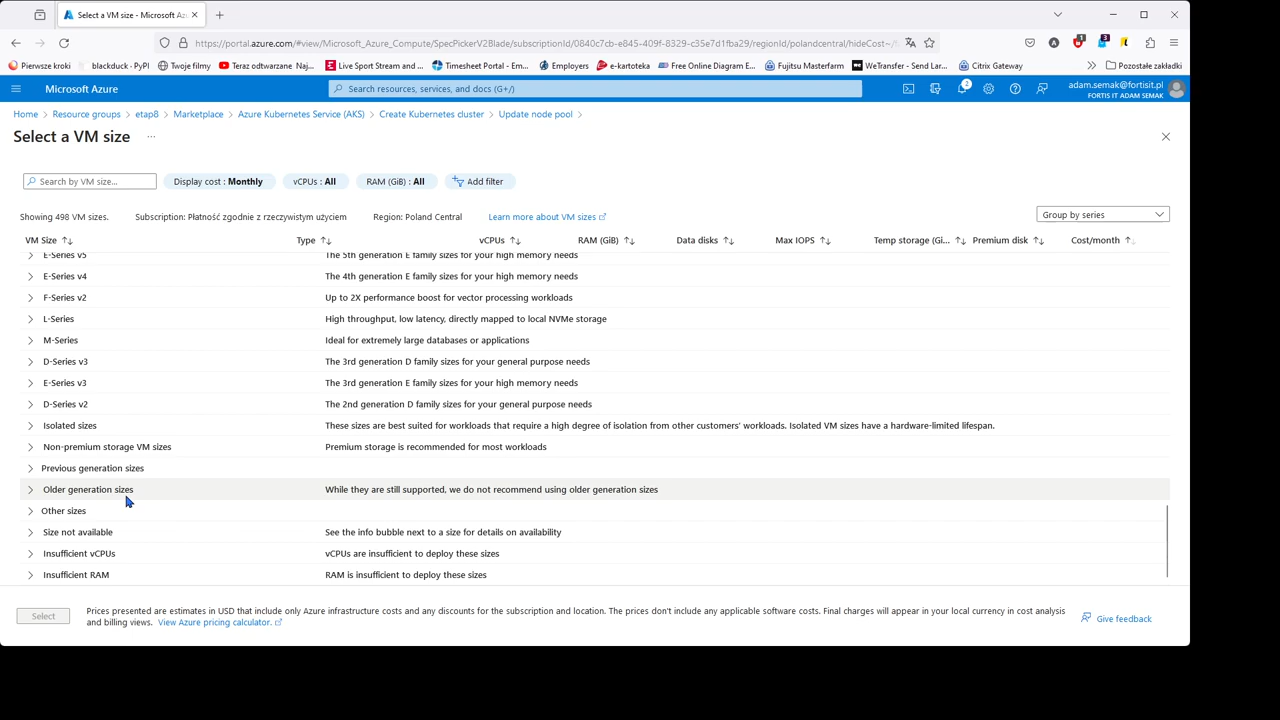 Select a VM size - Microsoft Az
https://portal.azure.com/#view/Microsoft_Azure_Compute/SpecPickerV2Blade/subscriptionId/0840c7cb-e845-409f-8329-c35e7d1fba29/regionId/polandcentral/hideCost~/
Pierwsze kroki blackduck · PyPI Twoje filmy Teraz odtwarzane: Naj... Live Sport Stream and ... Timesheet Portal - Em... Employers e-kartoteka Free Online Diagram E... Fujitsu Masterfarm WeTransfer - Send Lar... Citrix Gateway Pozostałe zakładki
Microsoft Azure
Search resources, services, and docs (G+/)
2
adam.semak@fortisit.pl
FORTIS IT ADAM SEMAK
Home > Resource groups > etap8 > Marketplace > Azure Kubernetes Service (AKS) > Create Kubernetes cluster > Update node pool >
Select a VM size ...
Search by VM size... Display cost : Monthly vCPUs : All RAM (GiB) : All Add filter
Showing 498 VM sizes. Subscription: Płatność zgodnie z rzeczywistym użyciem Region: Poland Central Learn more about VM sizes Group by series
VM Size Type vCPUs RAM (GiB) Data disks Max IOPS Temp storage (Gi... Premium disk Cost/month
E-Series v5 The 5th generation E family sizes for your high memory needs
E-Series v4 The 4th generation E family sizes for your high memory needs
F-Series v2 Up to 2X performance boost for vector processing workloads
L-Series High throughput, low latency, directly mapped to local NVMe storage
M-Series Ideal for extremely large databases or applications
D-Series v3 The 3rd generation D family sizes for your general purpose needs
E-Series v3 The 3rd generation E family sizes for your high memory needs
D-Series v2 The 2nd generation D family sizes for your general purpose needs
Isolated sizes These sizes are best suited for workloads that require a high degree of isolation from other customers' workloads. Isolated VM sizes have a hardware-limited lifespan.
Non-premium storage VM sizes Premium storage is recommended for most workloads
Previous generation sizes
Older generation sizes While they are still supported, we do not recommend using older generation sizes
Other sizes
Size not available See the info bubble next to a size for details on availability
Insufficient vCPUs vCPUs are insufficient to deploy these sizes
Insufficient RAM RAM is insufficient to deploy these sizes
Select
Prices presented are estimates in USD that include only Azure infrastructure costs and any discounts for the subscription and location. The prices don't include any applicable software costs. Final charges will appear in your local currency in cost analysis
and billing views. View Azure pricing calculator.
Give feedback